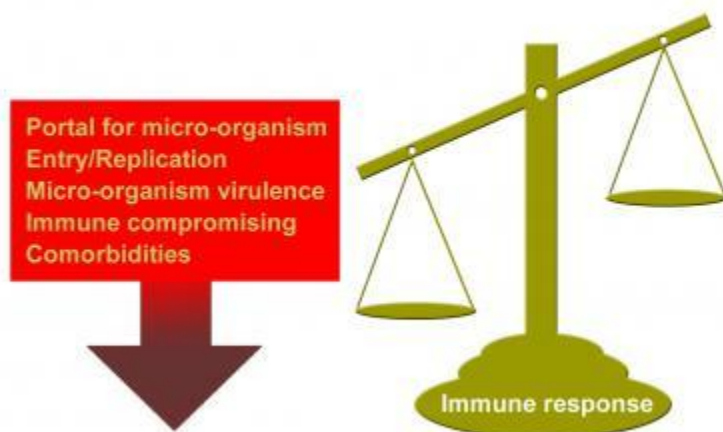 Portal for micro-organism
Entry/Replication
Micro-organism virulence
Immune compromising
Comorbidities
Immune response